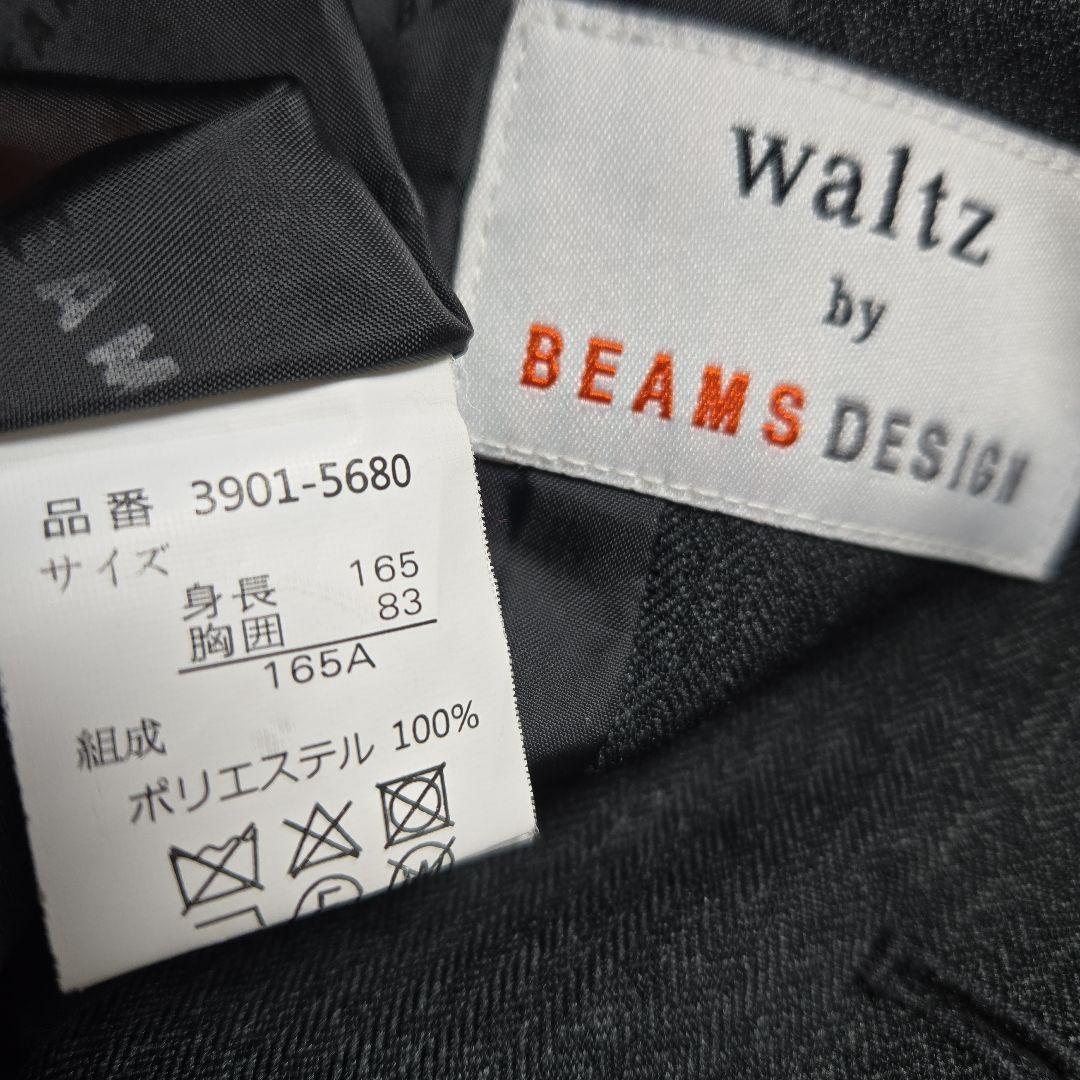 waltz
by
BEAMS DESIGN
品番 3901-5680
サイズ
身長 165
胸囲 83
165A
組成
ポリエステル 100%